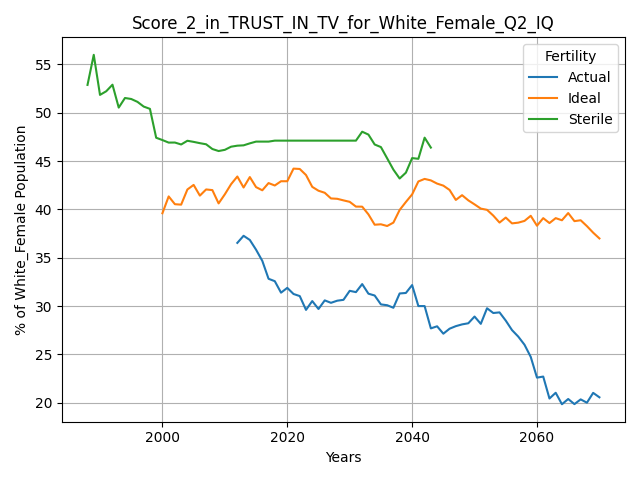 Score_2_in_TRUST_IN_TV_for_White_Female_Q2_IQ
Fertility
Actual
Ideal
Sterile
% of White_Female Population
55
50
45
40
35
30
25
20
2000
2020
2040
2060
Years